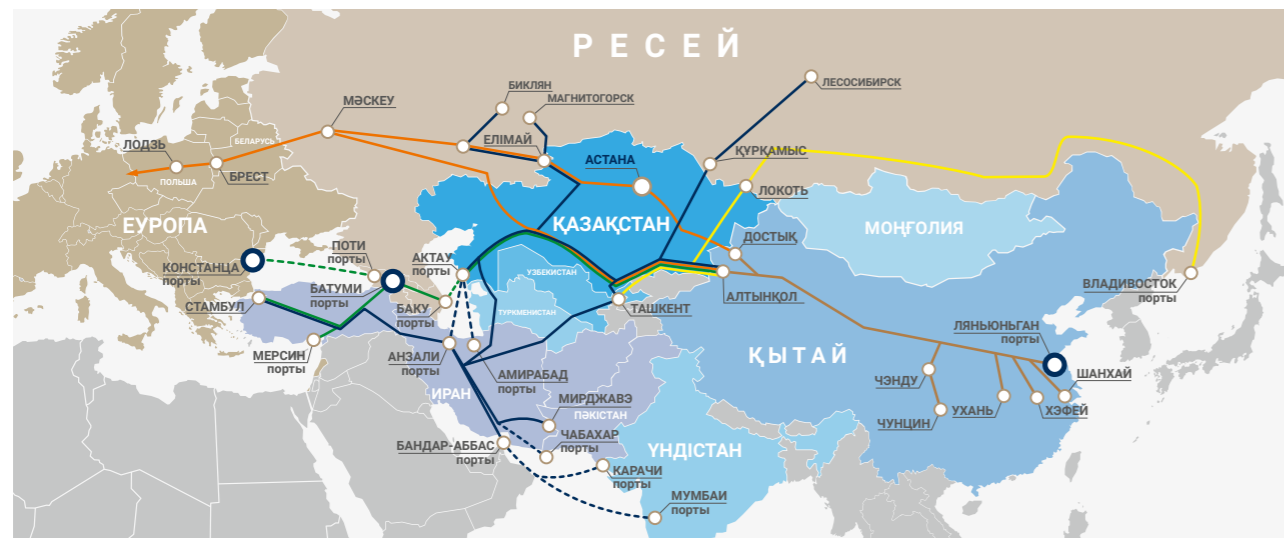 РЕСЕЙ
ЛЕСОСИБИРСК
БИКЛЯН
МАГНИТОГОРСК
МӘСКЕУ
ЕЛІМАЙ
БЕЛАРУСЬ
ЛОДЗЬ
БРЕСТ
ПОЛЬША
АСТАНА
ҚҰРҚАМЫС
ЛОКОТЬ
ЕУРОПА
ҚАЗАҚСТАН
МОҢҒОЛИЯ
ДОСТЫҚ
ПОТИ
порты
АКТАУ
порты
КОНСТАНЦА
порты
УЗБЕКИСТАН
БАТУМИ
порты
ВЛАДИВОСТОК
порты
АЛТЫНҚОЛ
СТАМБУЛ
БАКУ
порты
ТУРКМЕНИСТАН
ТАШКЕНТ
ЛЯНЬЮНЬГАН
порты
МЕРСИН
порты
АНЗАЛИ
порты
ҚЫТАЙ
АМИРАБАД
порты
ЧЭНДУ
ШАНХАЙ
ИРАН
МИРДЖАВЭ
ПӘКІСТАН
УХАНЬ
ХЭФЕЙ
ЧУНЦИН
БАНДАР-АББАС
порты
ЧАБАХАР
порты
ҮНДІСТАН
КАРАЧИ
порты
МУМБАИ
порты